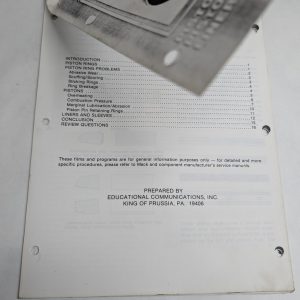 INTRODUCTION
PISTON RINGS
PISTON RING PROBLEMS
Abrasive Wear
Scuffing/Scoring
Sticking Rings
Ring Breakage
PISTONS
Overheating
Combustion Pressure
Marginal Lubrication/Abrasion
Piston Pin Retaining Rings
LINERS AND SLEEVES
CONCLUSION
REVIEW QUESTIONS
These films and programs are for general information purposes only — for detailed and more
specific procedures, please refer to Mack and component manufacturer's service manuals.
PREPARED BY
EDUCATIONAL COMMUNICATIONS, INC.
KING OF PRUSSIA, PA. 19406